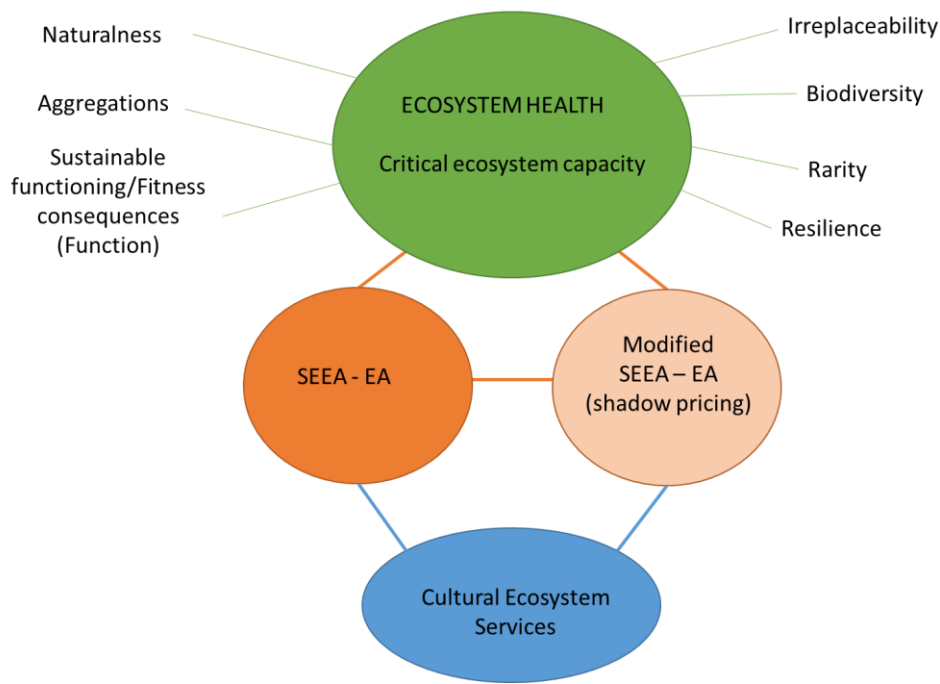 Naturalness
Aggregations
Sustainable
functioning/Fitness
consequences
(Function)
ECOSYSTEM HEALTH
Critical ecosystem capacity
Irreplaceability
Biodiversity
Rarity
Resilience
SEEA - EA
Modified
SEEA – EA
(shadow pricing)
Cultural Ecosystem
Services